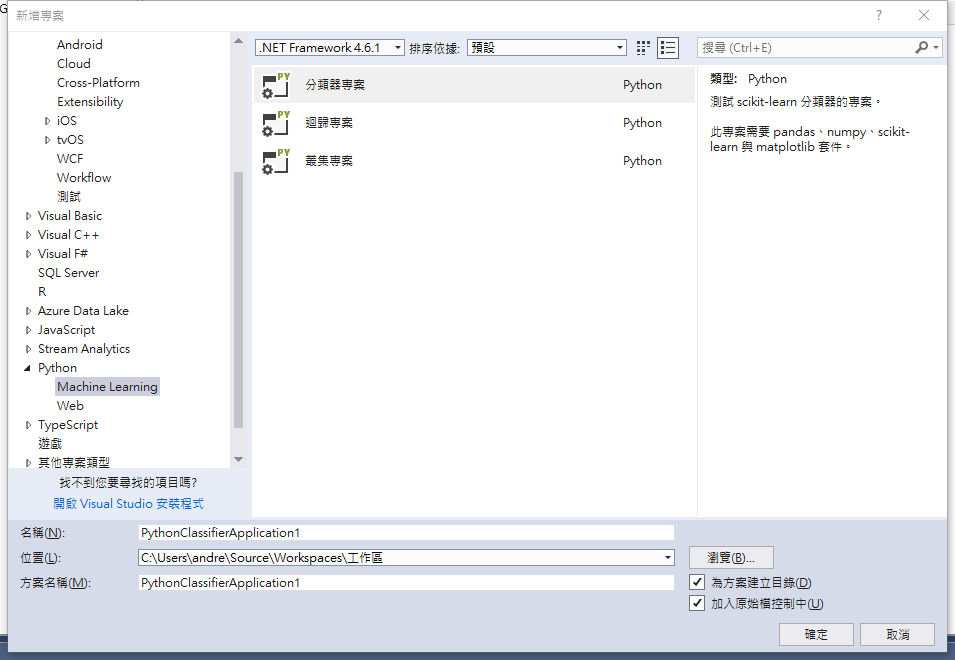 新增專案
?
Android
Cloud
Cross-Platform
Extensibility
iOS
tvOS
WCF
Workflow
測試
Visual Basic
Visual C++
Visual F#
SQL Server
R
Azure Data Lake
JavaScript
Stream Analytics
Python
Machine Learning
Web
TypeScript
遊戲
其他專案類型
找不到您要尋找的項目嗎?
開啟 Visual Studio 安裝程式
.NET Framework 4.6.1 排序依據: 預設
PY 分類器專案 Python
PY 迴歸專案 Python
PY 叢集專案 Python
搜尋 (Ctrl+E)
類型: Python
測試 scikit-learn 分類器的專案。
此專案需要 pandas、numpy、scikit-
learn 與 matplotlib 套件。
名稱(N): PythonClassifierApplication1
位置(L): C:\Users\andre\Source\Workspaces\工作區 瀏覽(B)...
方案名稱(M): PythonClassifierApplication1 為方案建立目錄(D)
加入原始檔控制中(U)
確定 取消